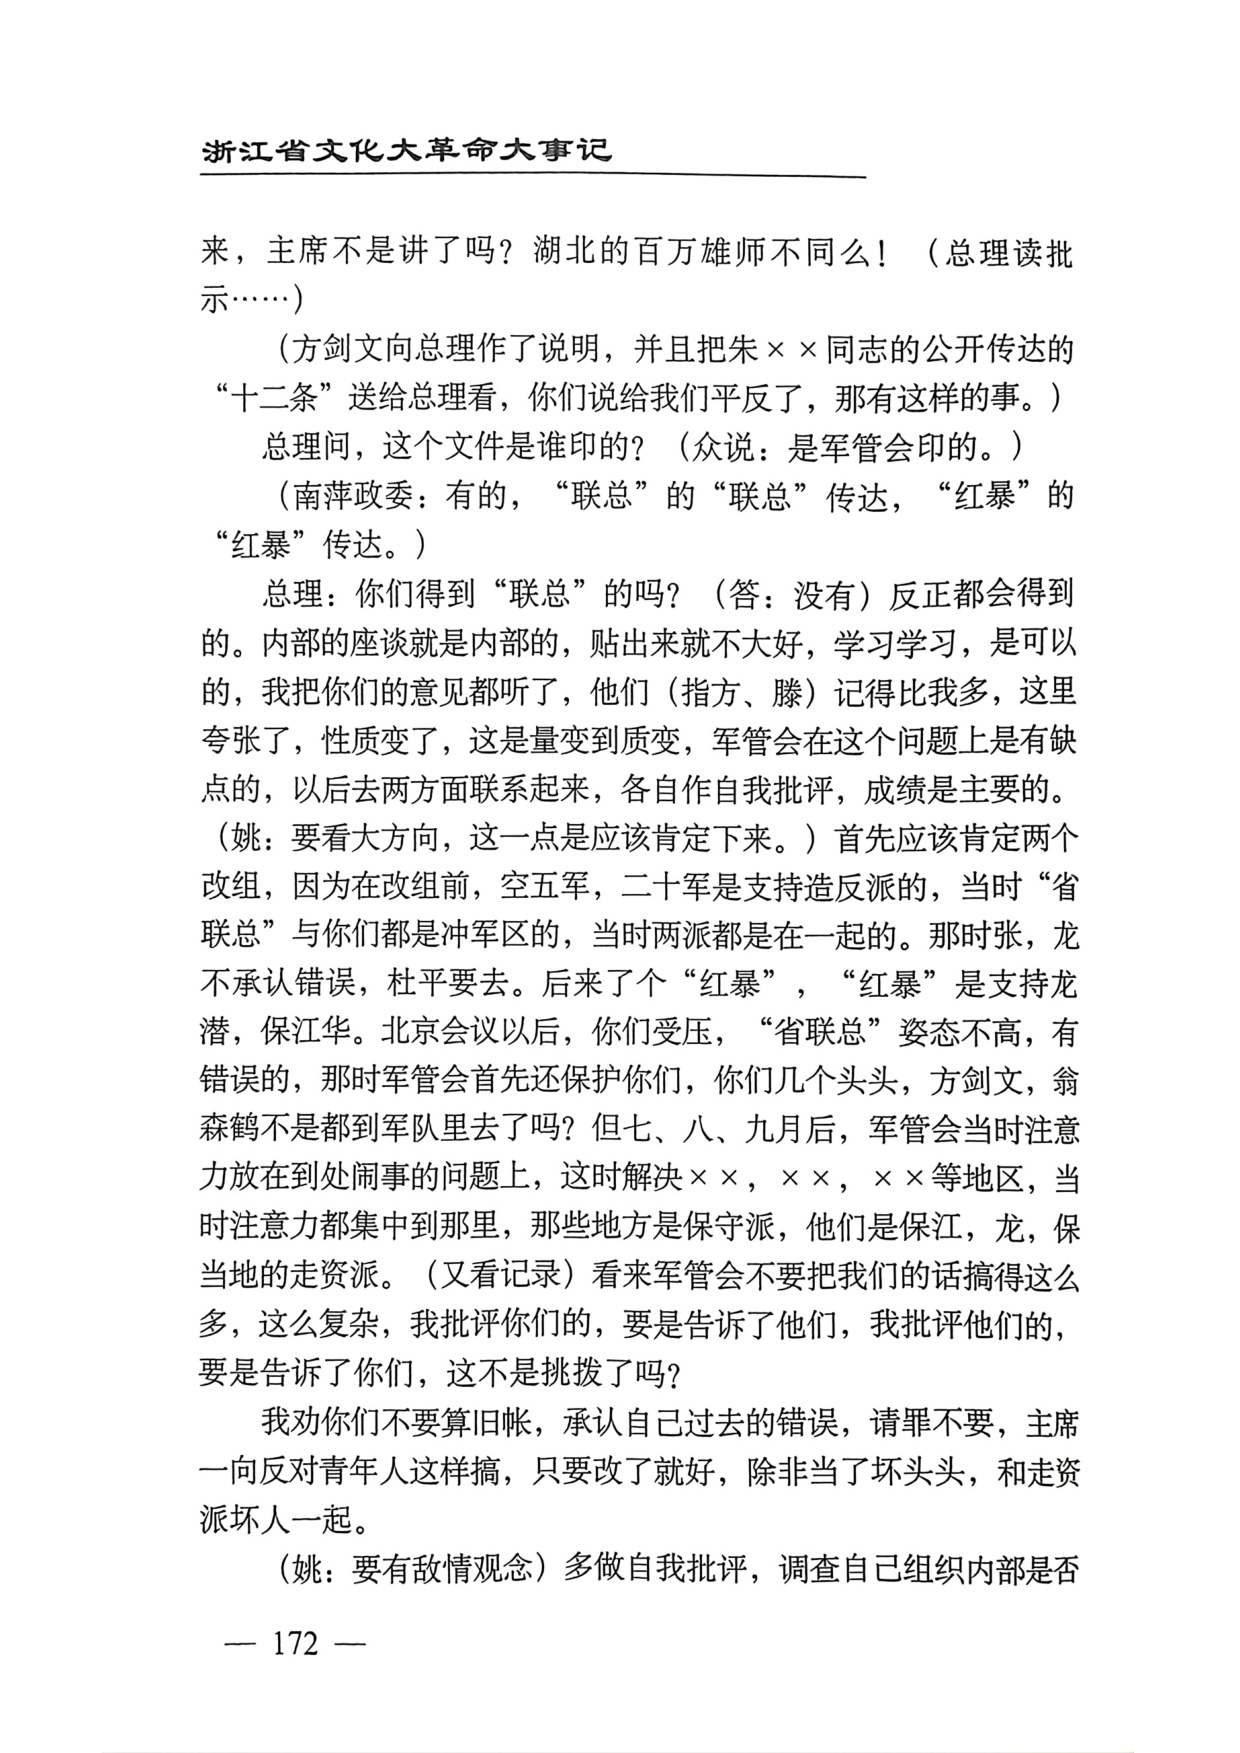 浙江省文化大革命大事记
来，主席不是讲了吗？湖北的百万雄师不同么！（总理读批
示……）
（方剑文向总理作了说明，并且把朱××同志的公开传达的
“十二条”送给总理看，你们说给我们平反了，那有这样的事。）
总理问，这个文件是谁印的？（众说：是军管会印的。）
（南萍政委：有的，“联总”的“联总”传达，“红暴”的
“红暴”传达。）
总理：你们得到“联总”的吗？（答：没有）反正都会得到
的。内部的座谈就是内部的，贴出来就不大好，学习学习，是可以
的，我把你们的意见都听了，他们（指方、滕）记得比我多，这里
夸张了，性质变了，这是量变到质变，军管会在这个问题上是有缺
点的，以后去两方面联系起来，各自作自我批评，成绩是主要的。
（姚：要看大方向，这一点是应该肯定下来。）首先应该肯定两个
改组，因为在改组前，空五军，二十军是支持造反派的，当时“省
联总”与你们都是冲军区的，当时两派都是在一起的。那时张，龙
不承认错误，杜平要去。后来了个“红暴”，“红暴”是支持龙
潜，保江华。北京会议以后，你们受压，“省联总”姿态不高，有
错误的，那时军管会首先还保护你们，你们几个头头，方剑文，翁
森鹤不是都到军队里去了吗？但七、八、九月后，军管会当时注意
力放在到处闹事的问题上，这时解决××，××，××等地区，当
时注意力都集中到那里，那些地方是保守派，他们是保江，龙，保
当地的走资派。（又看记录）看来军管会不要把我们的话搞得这么
多，这么复杂，我批评你们的，要是告诉了他们，我批评他们的，
要是告诉了你们，这不是挑拨了吗？
我劝你们不要算旧帐，承认自己过去的错误，请罪不要，主席
一向反对青年人这样搞，只要改了就好，除非当了坏头头，和走资
派坏人一起。
（姚：要有敌情观念）多做自我批评，调查自己组织内部是否
— 172 —